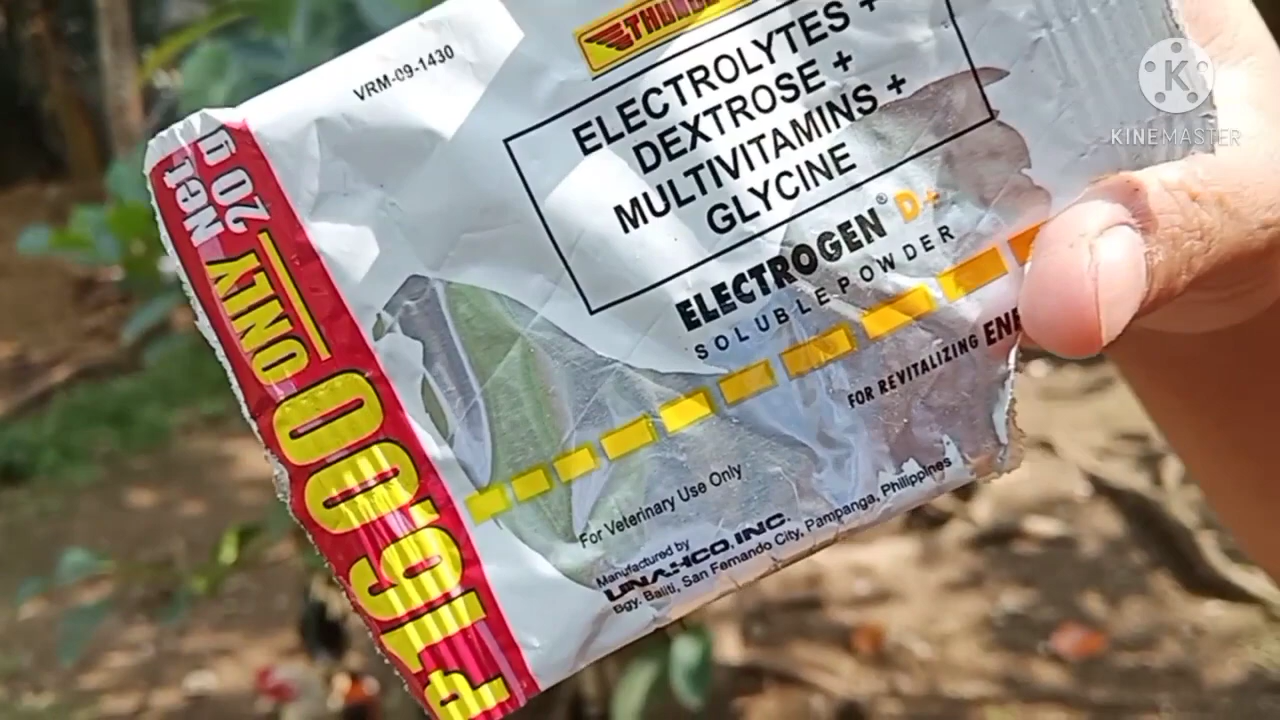 VRM-09-1430
ELECTROLYTES +
DEXTROSE +
MULTIVITAMINS +
GLYCINE
ELECTROGEN® D+
SOLUBLE POWDER
FOR REVITALIZING
For Veterinary Use Only
Manufactured by
UNAHCO, INC.
Bgy. Baliti, San Fernando City, Pampanga, Philippines
Net
20 g
ONLY
₱16.00
K
KINEMASTER